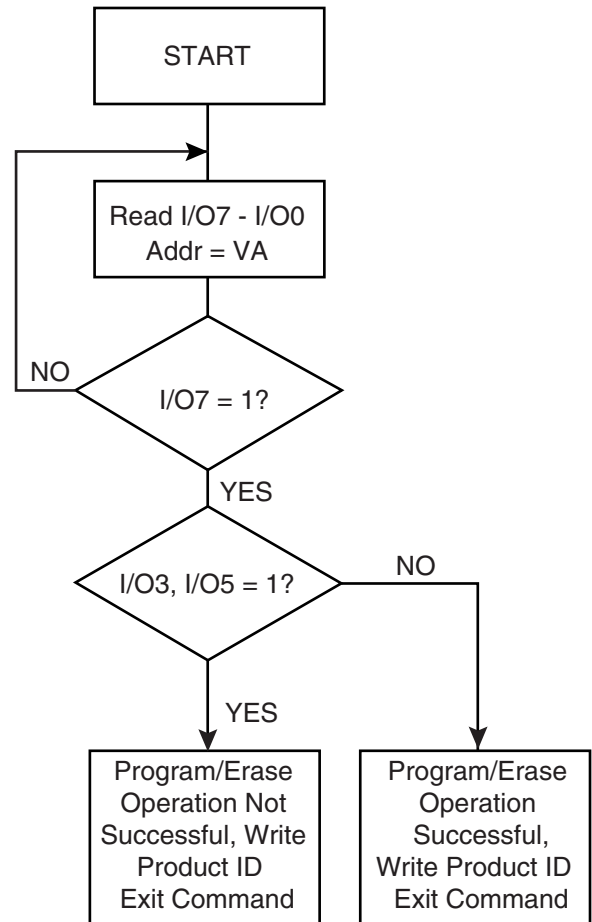 START
Read I/O7 - I/O0
Addr = VA
NO
I/O7 = 1?
YES
I/O3, I/O5 = 1?
NO
YES
Program/Erase
Operation Not
Successful, Write
Product ID
Exit Command
Program/Erase
Operation
Successful,
Write Product ID
Exit Command